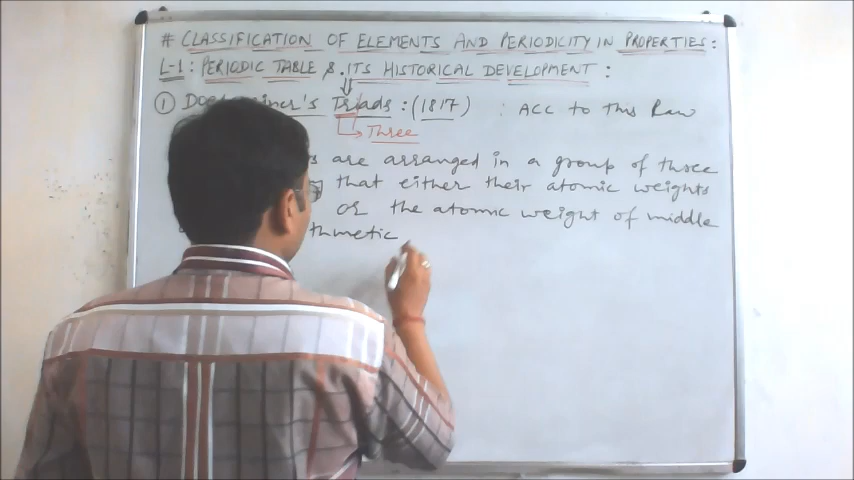 # CLASSIFICATION OF ELEMENTS AND PERIODICITY IN PROPERTIES:
L-1: PERIODIC TABLE & ITS HISTORICAL DEVELOPMENT:
① Triads: (1817) : ACC to This Raw
Three
are arranged in a group of three
that either their atomic weights
or the atomic weight of middle
thmetic